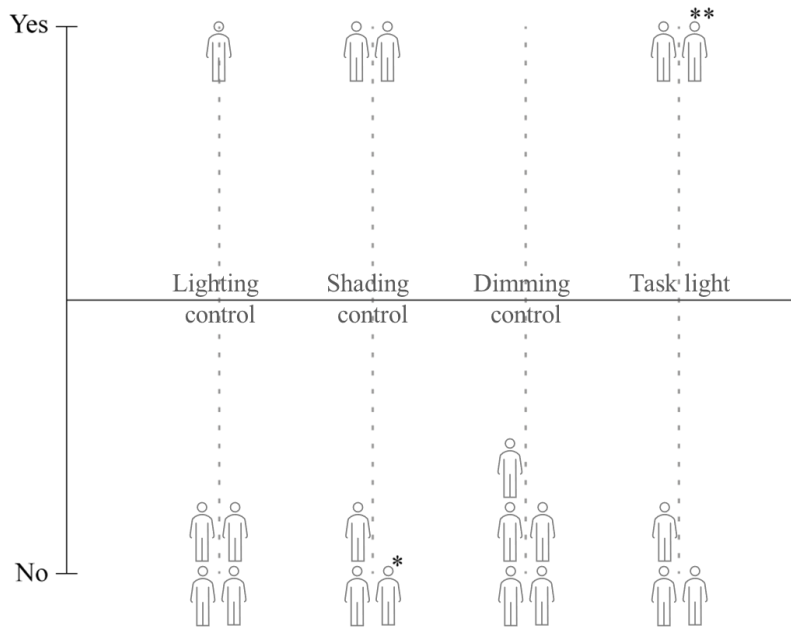 Yes
**
Lighting
control
Shading
control
Dimming
control
Task light
*
No